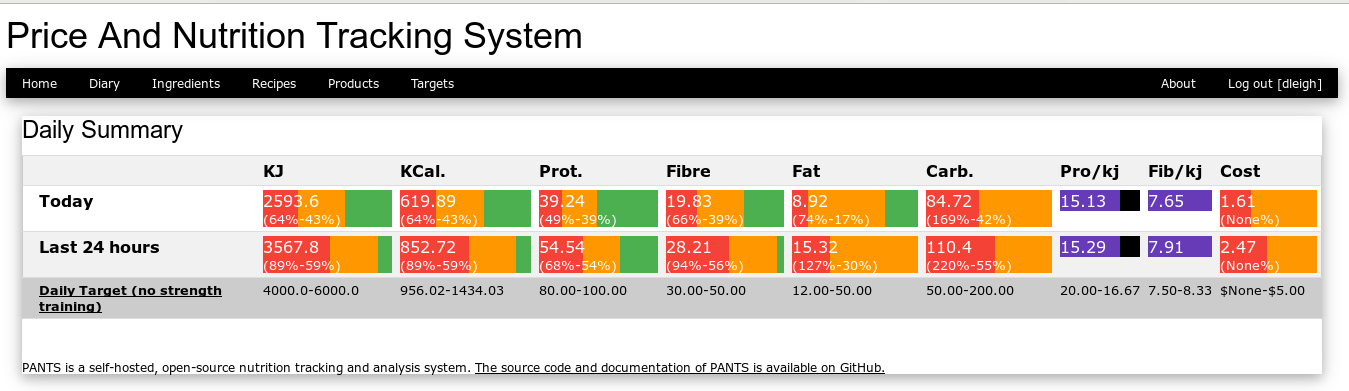 Price And Nutrition Tracking System
Home Diary Ingredients Recipes Products Targets About Log out [dleigh]
Daily Summary
KJ KCal. Prot. Fibre Fat Carb. Pro/kj Fib/kj Cost
Today 2593.6 619.89 39.24 19.83 8.92 84.72 15.13 7.65 1.61
(64%-43%) (64%-43%) (49%-39%) (66%-39%) (74%-17%) (169%-42%) (None%)
Last 24 hours 3567.8 852.72 54.54 28.21 15.32 110.4 15.29 7.91 2.47
(89%-59%) (89%-59%) (68%-54%) (94%-56%) (127%-30%) (220%-55%) (None%)
Daily Target (no strength 4000.0-6000.0 956.02-1434.03 80.00-100.00 30.00-50.00 12.00-50.00 50.00-200.00 20.00-16.67 7.50-8.33 $None-$5.00
training)
PANTS is a self-hosted, open-source nutrition tracking and analysis system. The source code and documentation of PANTS is available on GitHub.